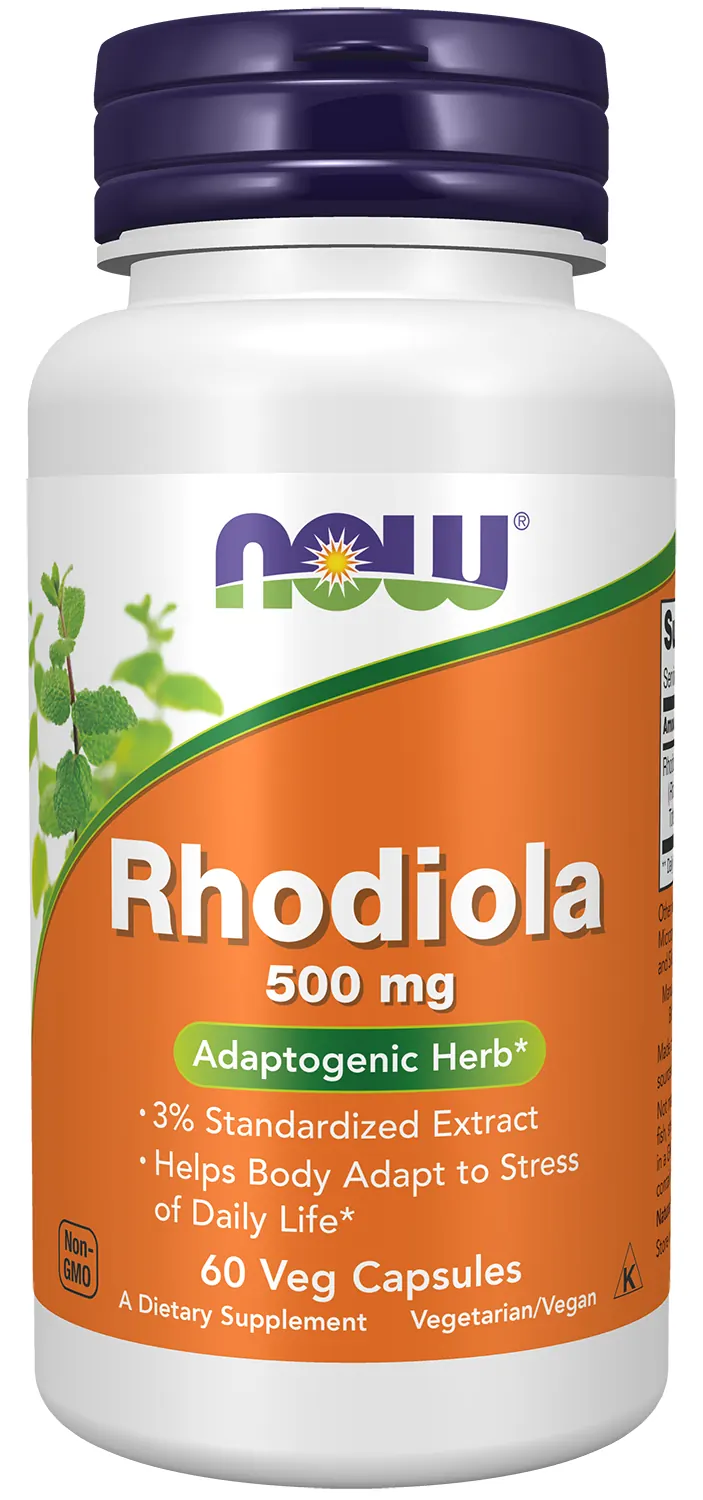 now®
Rhodiola
500 mg
Adaptogenic Herb*
• 3% Standardized Extract
• Helps Body Adapt to Stress
of Daily Life*
Non-
GMO
60 Veg Capsules
K
A Dietary Supplement Vegetarian/Vegan